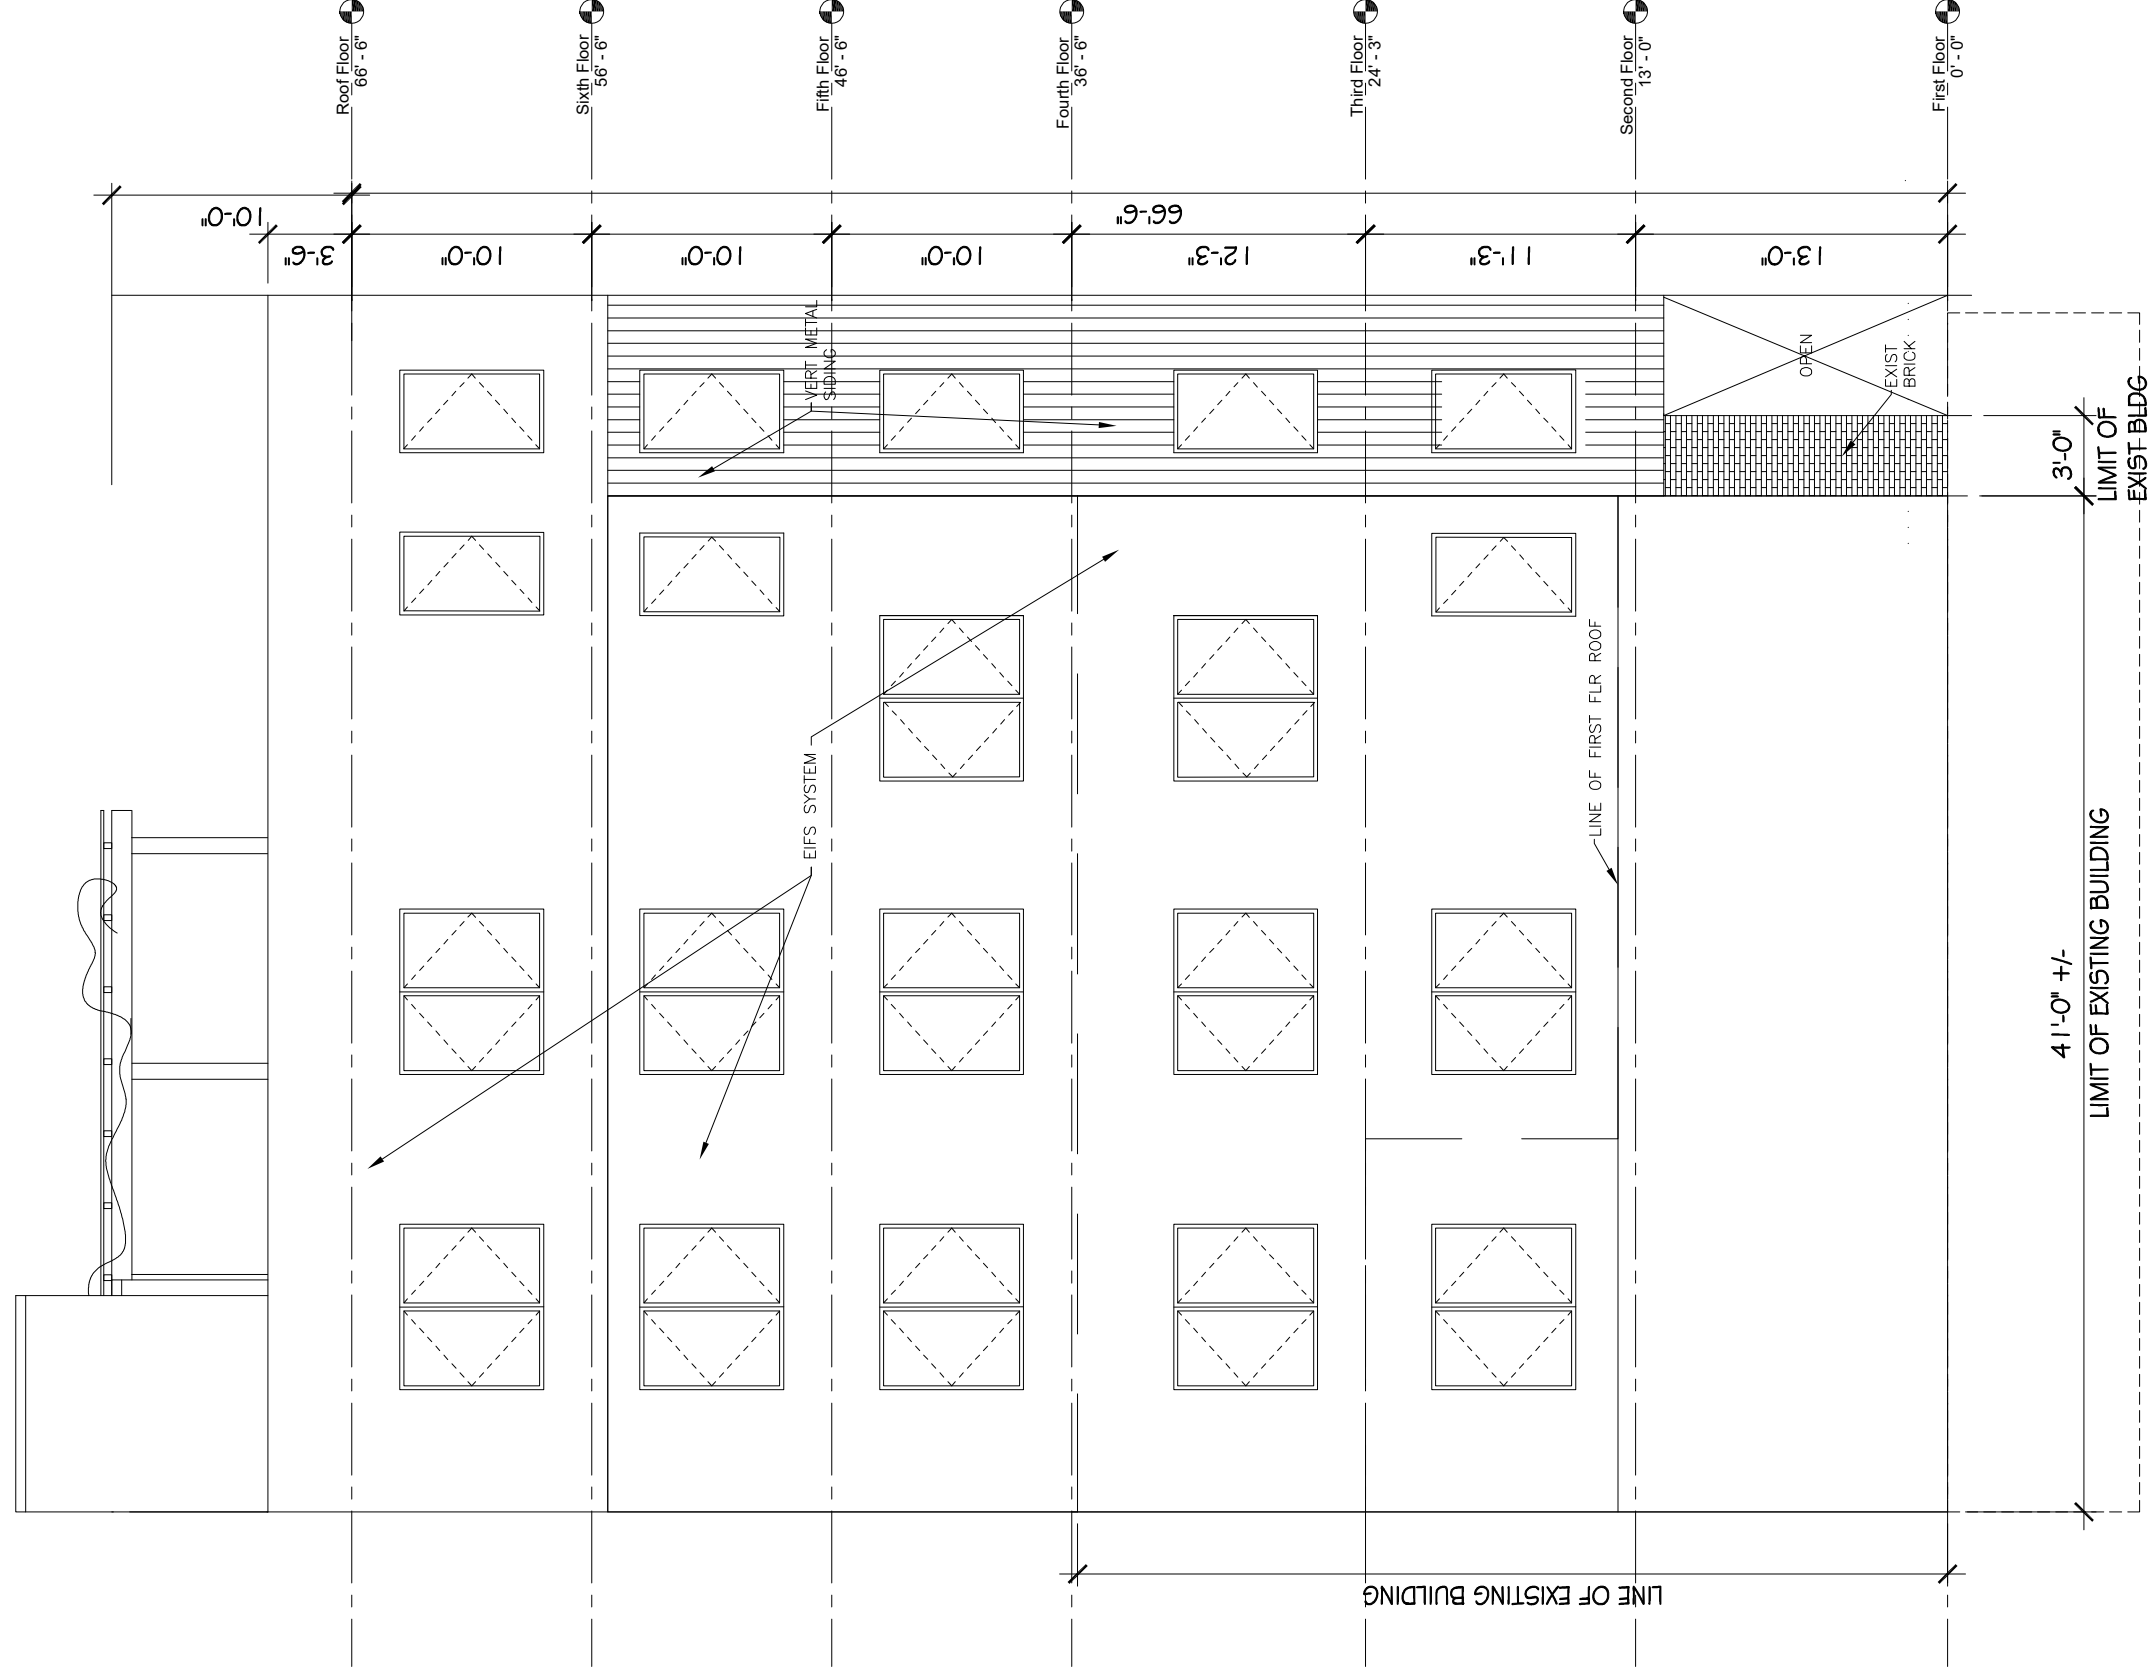 Roof Floor
66' - 6"
Sixth Floor
56' - 6"
Fifth Floor
46' - 6"
Fourth Floor
36' - 6"
Third Floor
24' - 3"
Second Floor
13' - 0"
First Floor
0' - 0"
10'-0"
66'-6"
3'-6"
10'-0"
10'-0"
10'-0"
12'-3"
11'-3"
13'-0"
VERT METAL
SIDING
OPEN
EXIST
BRICK
3'-0"
LIMIT OF
EXIST BLDG
EIFS SYSTEM
LINE OF FIRST FLR ROOF
41'-0" +/-
LIMIT OF EXISTING BUILDING
LINE OF EXISTING BUILDING